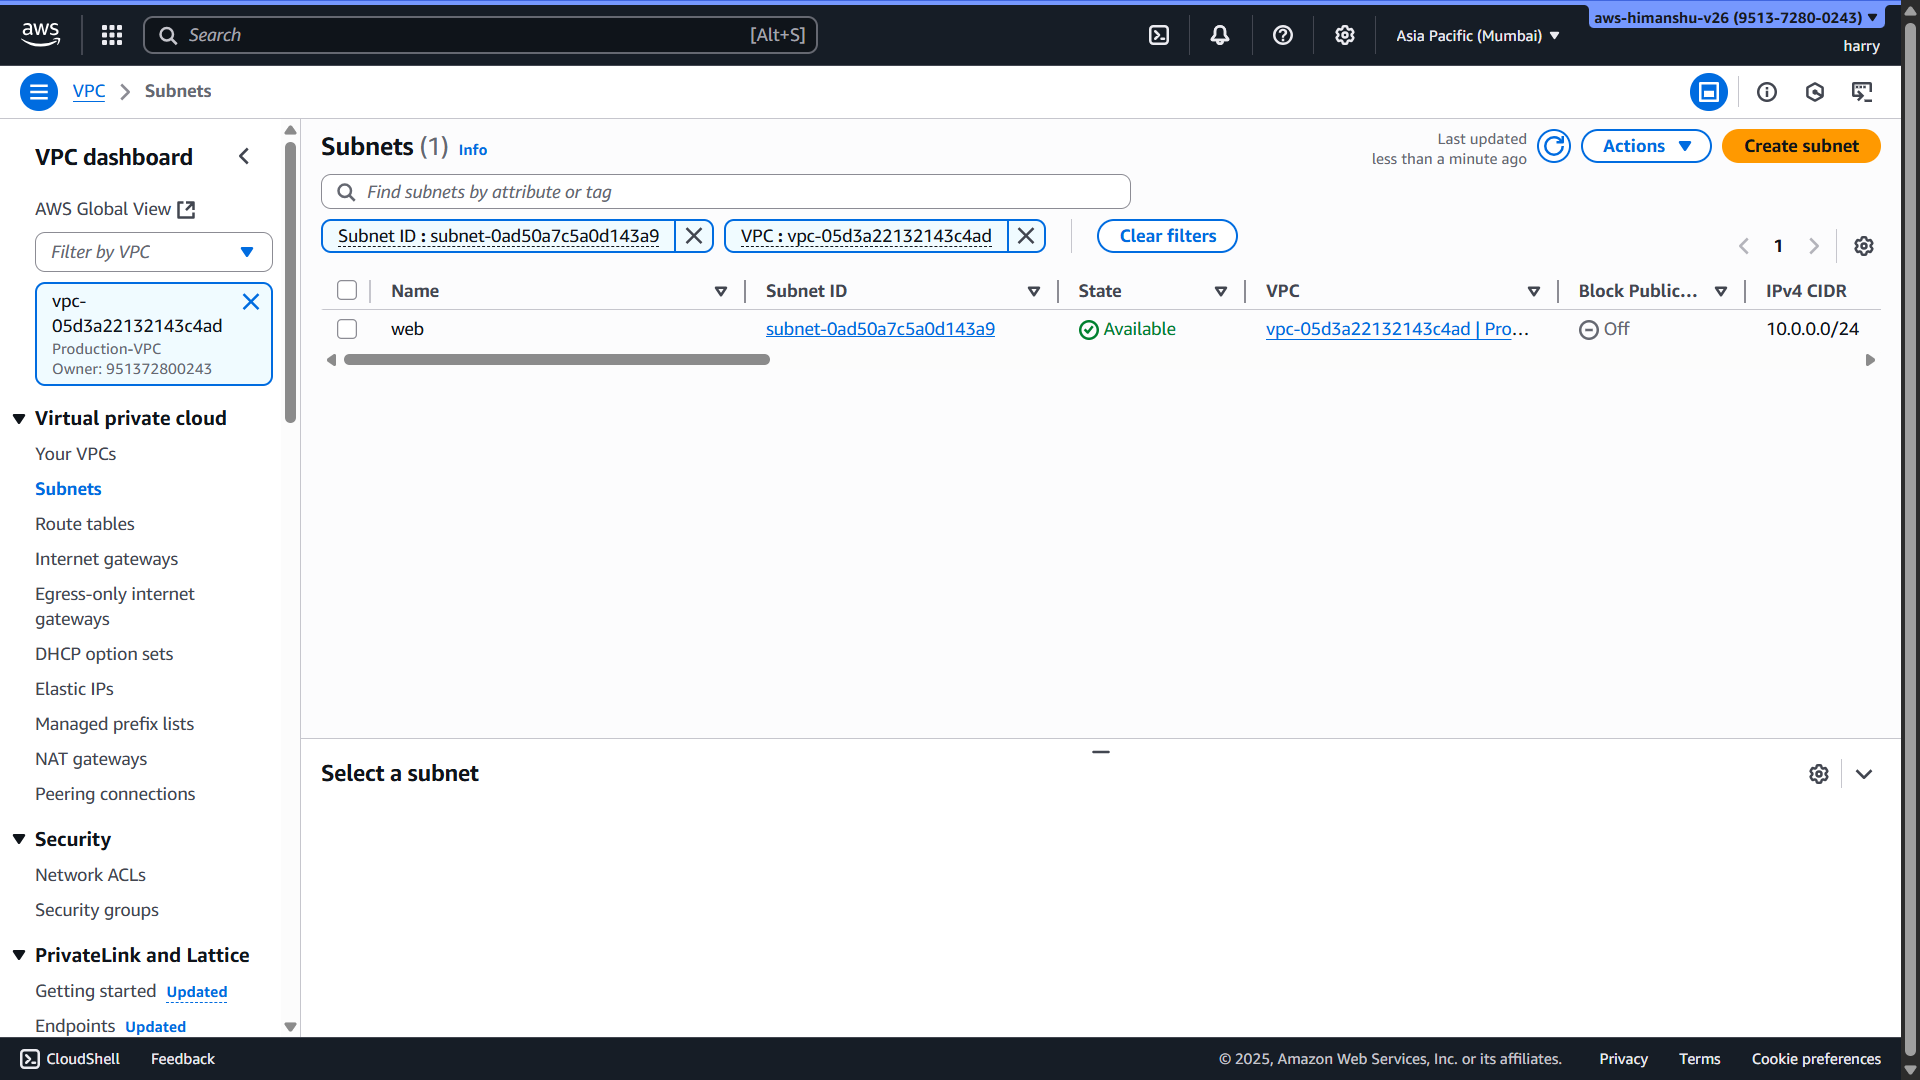 aws
Search
[Alt+S]
Asia Pacific (Mumbai)
aws-himanshu-v26 (9513-7280-0243)
harry
VPC
Subnets
VPC dashboard
AWS Global View
Filter by VPC
vpc-
05d3a22132143c4ad
Production-VPC
Owner: 951372800243
Virtual private cloud
Your VPCs
Subnets
Route tables
Internet gateways
Egress-only internet
gateways
DHCP option sets
Elastic IPs
Managed prefix lists
NAT gateways
Peering connections
Security
Network ACLs
Security groups
PrivateLink and Lattice
Getting started Updated
Endpoints Updated
Subnets (1) Info
Last updated
less than a minute ago
Actions
Create subnet
Find subnets by attribute or tag
Subnet ID : subnet-0ad50a7c5a0d143a9
VPC : vpc-05d3a22132143c4ad
Clear filters
1
Name Subnet ID State VPC Block Public... IPv4 CIDR
web subnet-0ad50a7c5a0d143a9 Available vpc-05d3a22132143c4ad | Pro... Off 10.0.0.0/24
Select a subnet
CloudShell Feedback © 2025, Amazon Web Services, Inc. or its affiliates. Privacy Terms Cookie preferences